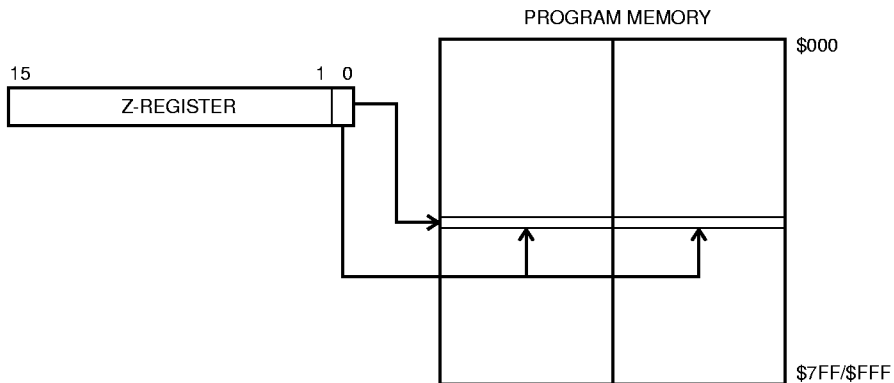 PROGRAM MEMORY
$000
15 1 0
Z-REGISTER
$7FF/$FFF